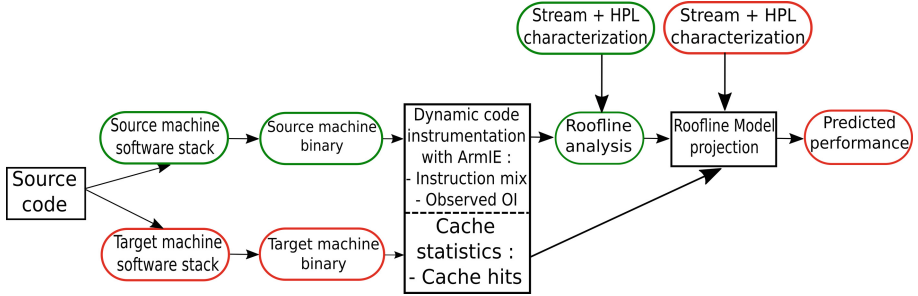 Stream + HPL
characterization
Stream + HPL
characterization
Source machine
software stack
Source machine
binary
Dynamic code
instrumentation
with ArmIE :
- Instruction mix
- Observed OI
Roofline
analysis
Roofline Model
projection
Predicted
performance
Source
code
Target machine
software stack
Target machine
binary
Cache
statistics :
- Cache hits